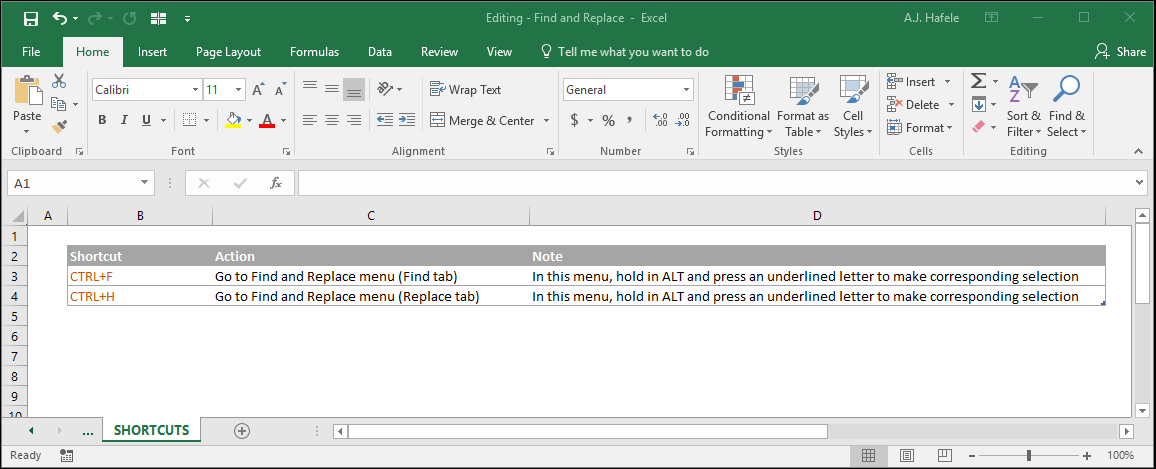 Editing - Find and Replace - Excel
A.J. Hafele
File Home Insert Page Layout Formulas Data Review View Tell me what you want to do Share
Calibri 11 Wrap Text General Insert
Paste Conditional Formatting Format as Table Cell Styles Delete Sort & Filter Find & Select
B I U A Merge & Center $ % , Format
Clipboard Font Alignment Number Styles Cells Editing
A1 fx
A B C D
1
2 Shortcut Action Note
3 CTRL+F Go to Find and Replace menu (Find tab) In this menu, hold in ALT and press an underlined letter to make corresponding selection
4 CTRL+H Go to Find and Replace menu (Replace tab) In this menu, hold in ALT and press an underlined letter to make corresponding selection
5
6
7
8
9
10
... SHORTCUTS
Ready 100%